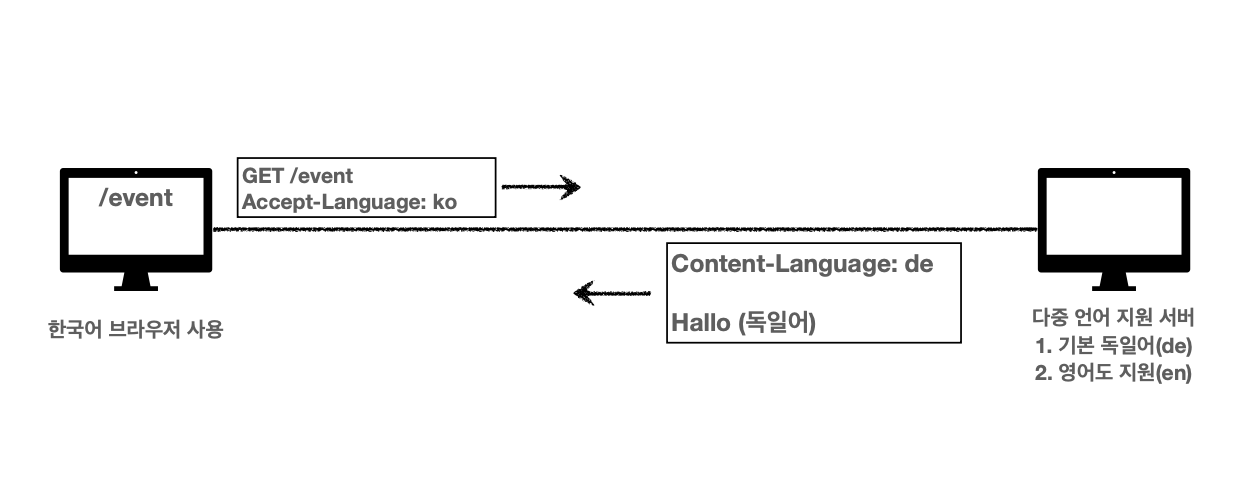 /event
GET /event
Accept-Language: ko
Content-Language: de
Hallo (독일어)
한국어 브라우저 사용
다중 언어 지원 서버
1. 기본 독일어(de)
2. 영어도 지원(en)